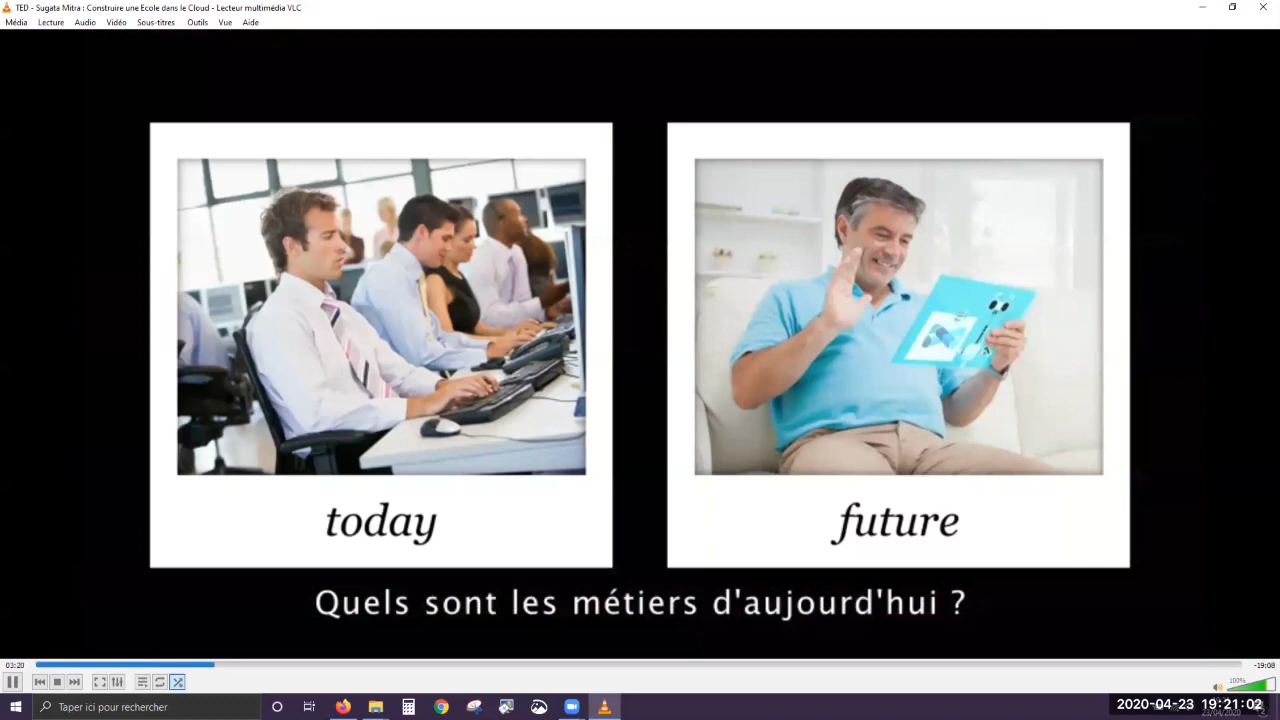 TED - Sugata Mitra : Construire une Ecole dans le Cloud - Lecteur multimédia VLC
Média Lecture Audio Vidéo Sous-titres Outils Vue Aide
today
future
Quels sont les métiers d'aujourd'hui ?
03:20
-19:08
100%
Taper ici pour rechercher
2020-04-23 19:21:02